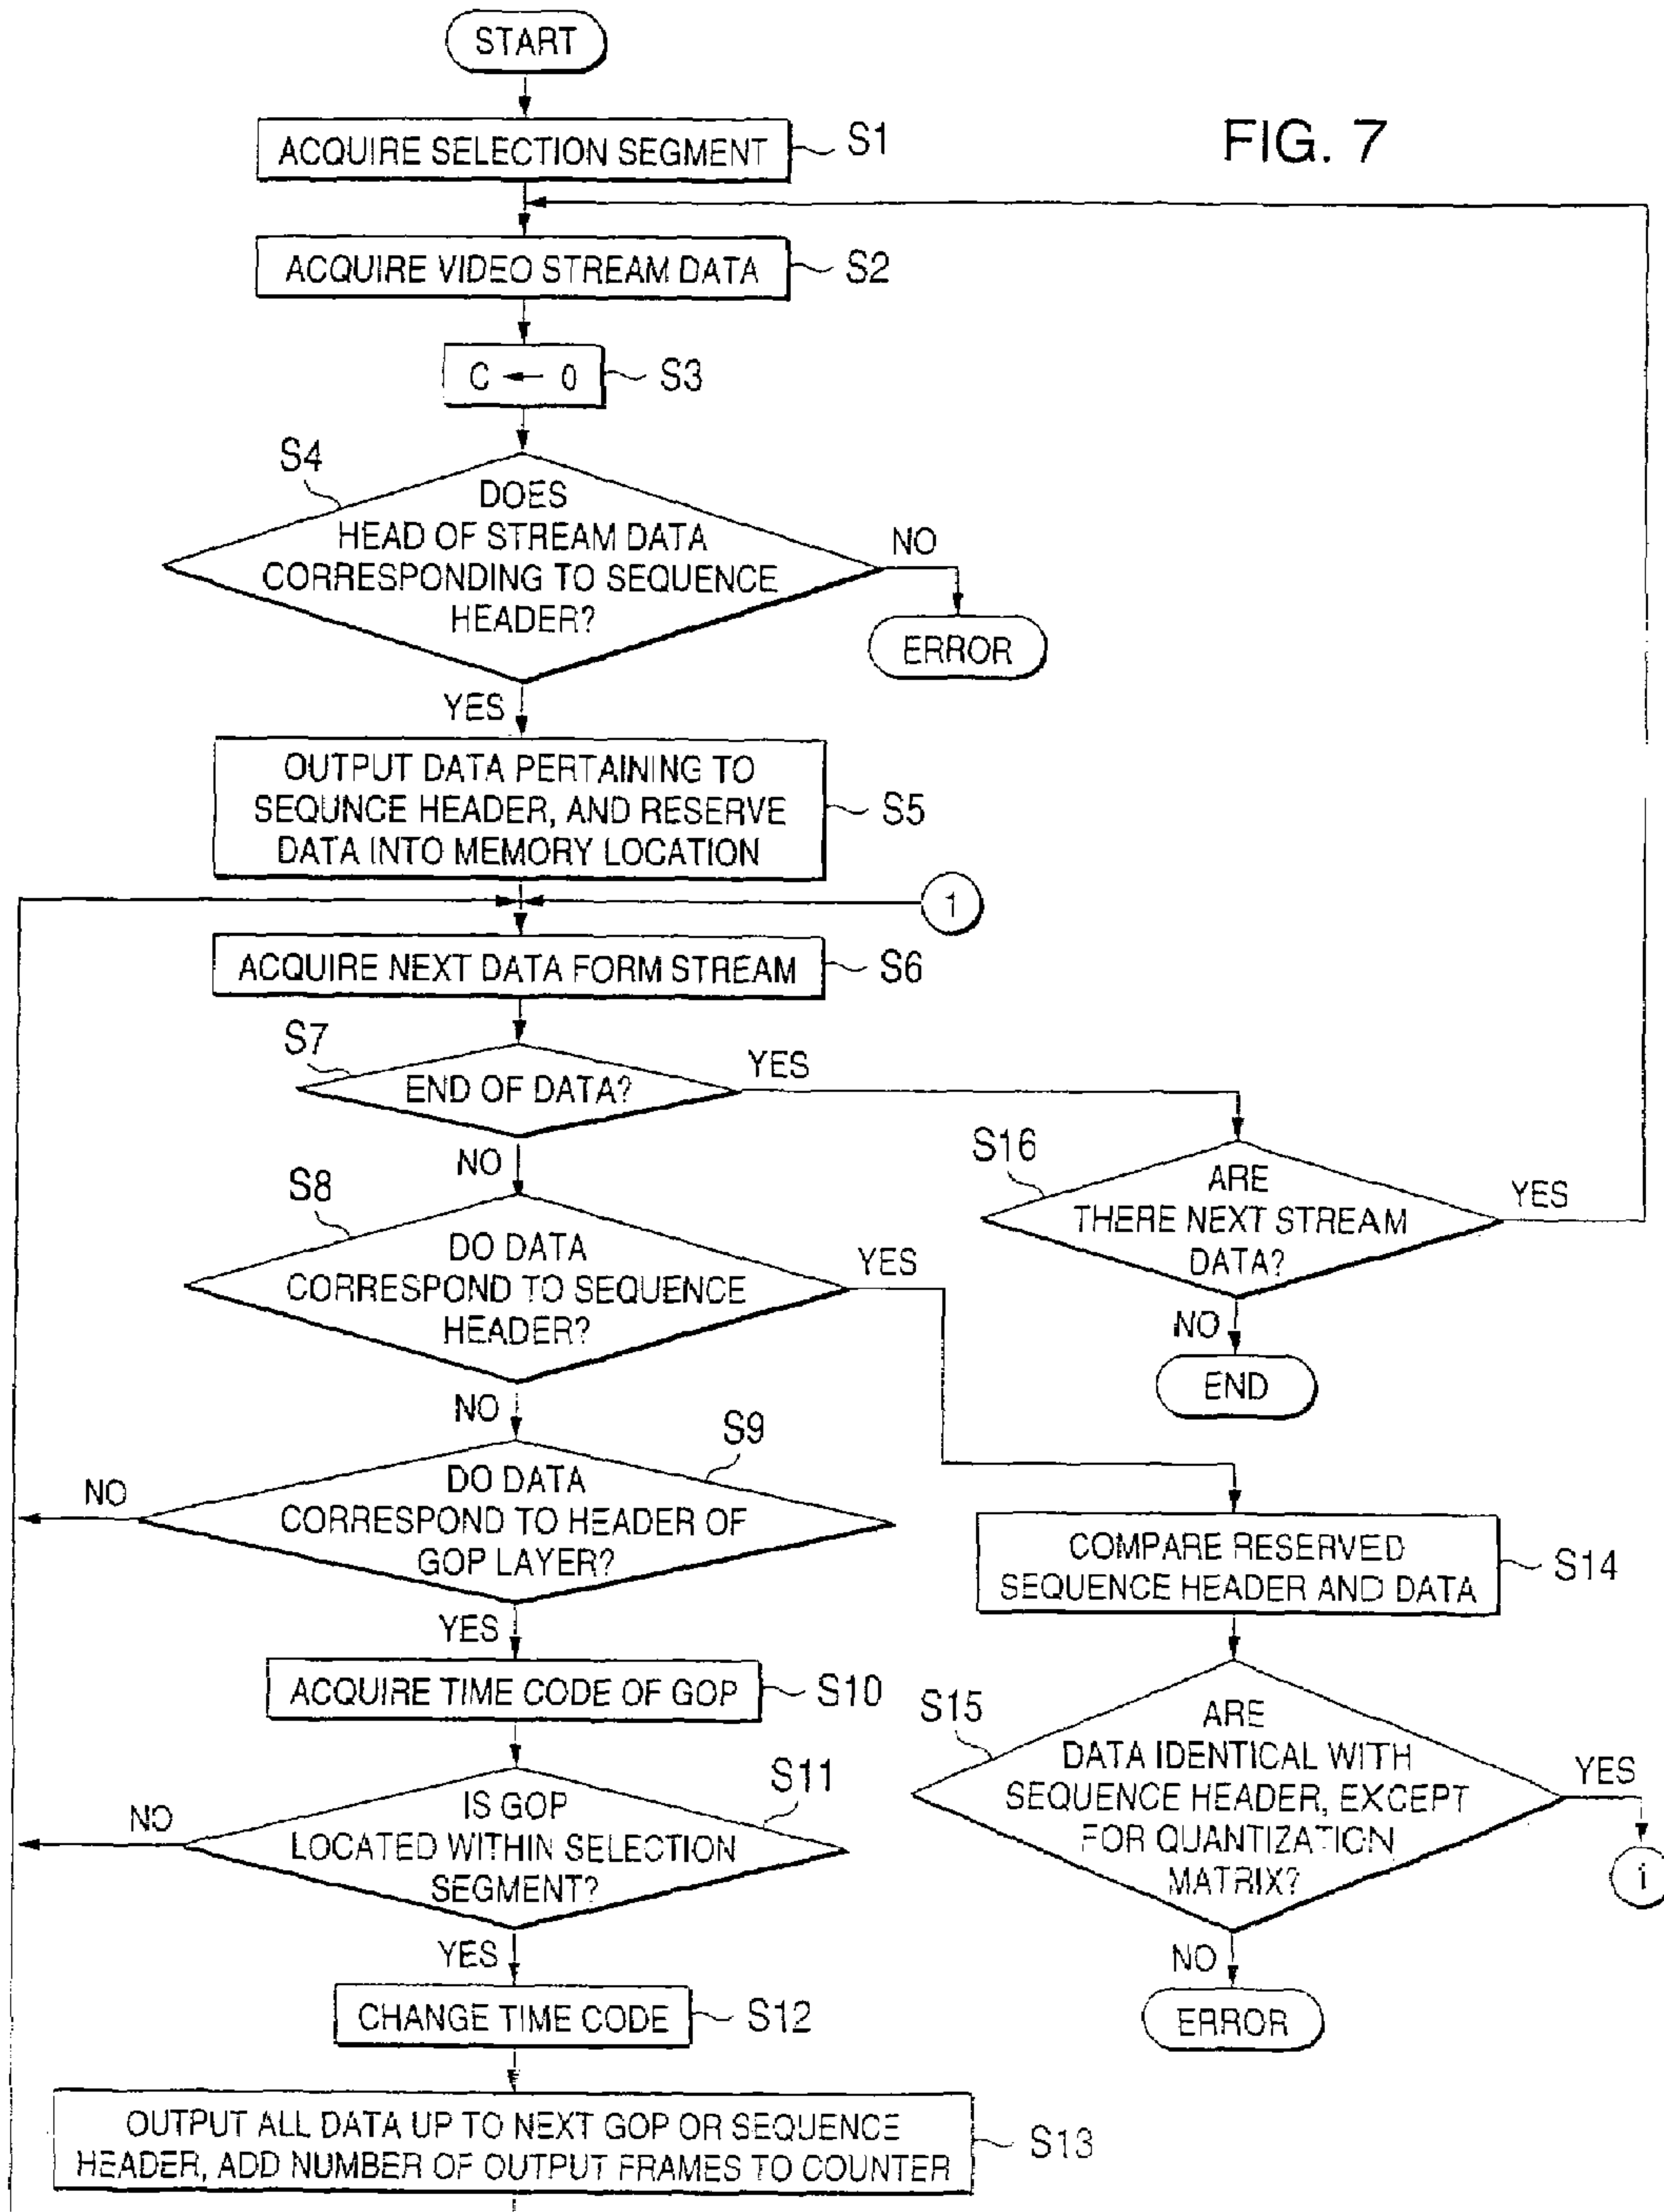 START
FIG. 7
ACQUIRE SELECTION SEGMENT
S1
ACQUIRE VIDEO STREAM DATA
S2
C ← 0
S3
S4
DOES
HEAD OF STREAM DATA
CORRESPONDING TO SEQUENCE
HEADER?
NO
ERROR
YES
OUTPUT DATA PERTAINING TO
SEQUNCE HEADER, AND RESERVE
DATA INTO MEMORY LOCATION
S5
1
ACQUIRE NEXT DATA FORM STREAM
S6
S7
END OF DATA?
YES
NO
S16
ARE
THERE NEXT STREAM
DATA?
YES
NO
END
S8
DO DATA
CORRESPOND TO SEQUENCE
HEADER?
YES
NO
S9
DO DATA
CORRESPOND TO HEADER OF
GOP LAYER?
NO
YES
COMPARE RESERVED
SEQUENCE HEADER AND DATA
S14
ACQUIRE TIME CODE OF GOP
S10
S15
ARE
DATA IDENTICAL WITH
SEQUENCE HEADER, EXCEPT
FOR QUANTIZATION
MATRIX?
YES
1
NO
ERROR
S11
IS GOP
LOCATED WITHIN SELECTION
SEGMENT?
NO
YES
CHANGE TIME CODE
S12
OUTPUT ALL DATA UP TO NEXT GOP OR SEQUENCE
HEADER, ADD NUMBER OF OUTPUT FRAMES TO COUNTER
S13